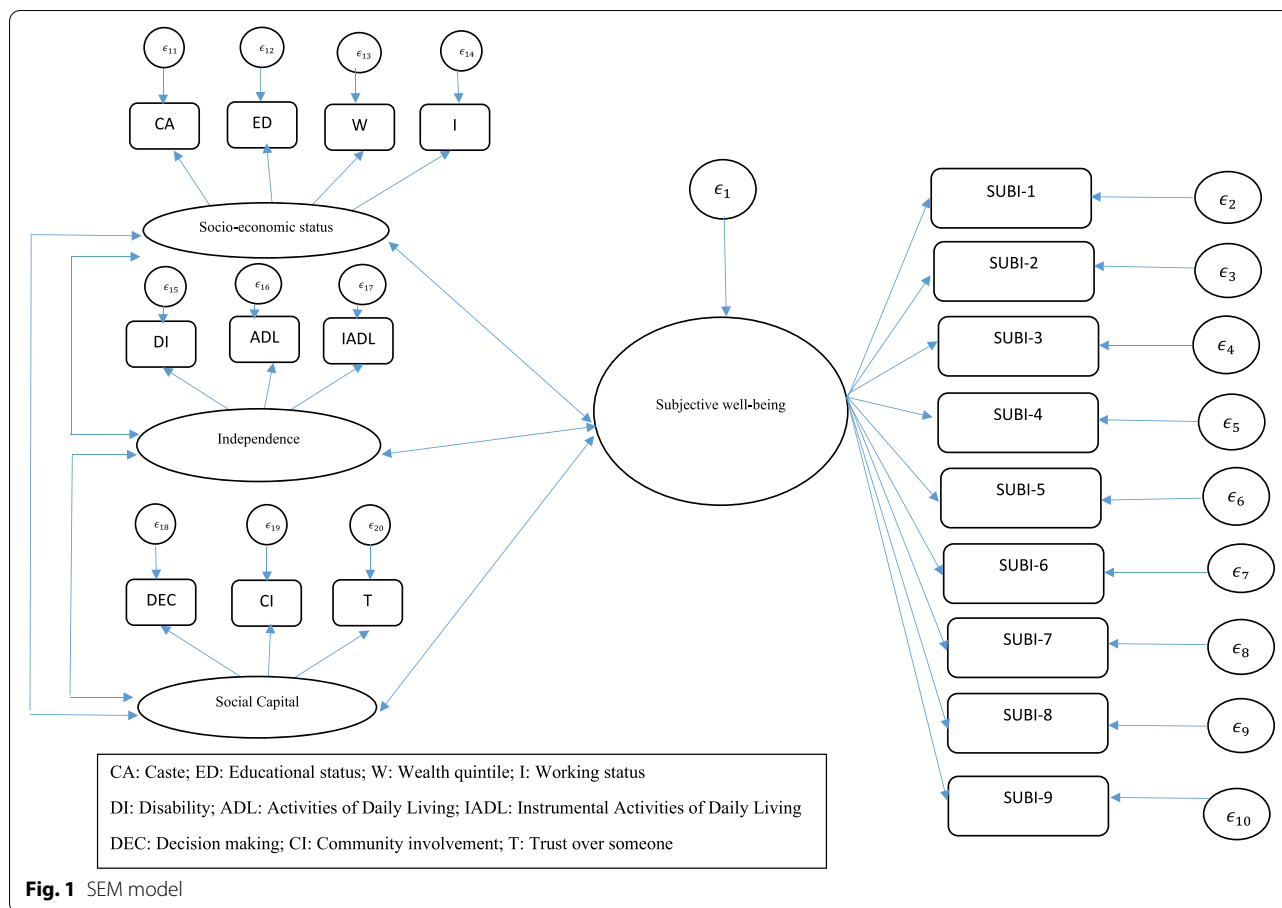 ϵ11 ϵ12 ϵ13 ϵ14
CA ED W I
Socio-economic status
ϵ15 ϵ16 ϵ17
DI ADL IADL
Independence
ϵ18 ϵ19 ϵ20
DEC CI T
Social Capital
ϵ1
Subjective well-being
SUBI-1 ϵ2
SUBI-2 ϵ3
SUBI-3 ϵ4
SUBI-4 ϵ5
SUBI-5 ϵ6
SUBI-6 ϵ7
SUBI-7 ϵ8
SUBI-8 ϵ9
SUBI-9 ϵ10
CA: Caste; ED: Educational status; W: Wealth quintile; I: Working status
DI: Disability; ADL: Activities of Daily Living; IADL: Instrumental Activities of Daily Living
DEC: Decision making; CI: Community involvement; T: Trust over someone
Fig. 1 SEM model